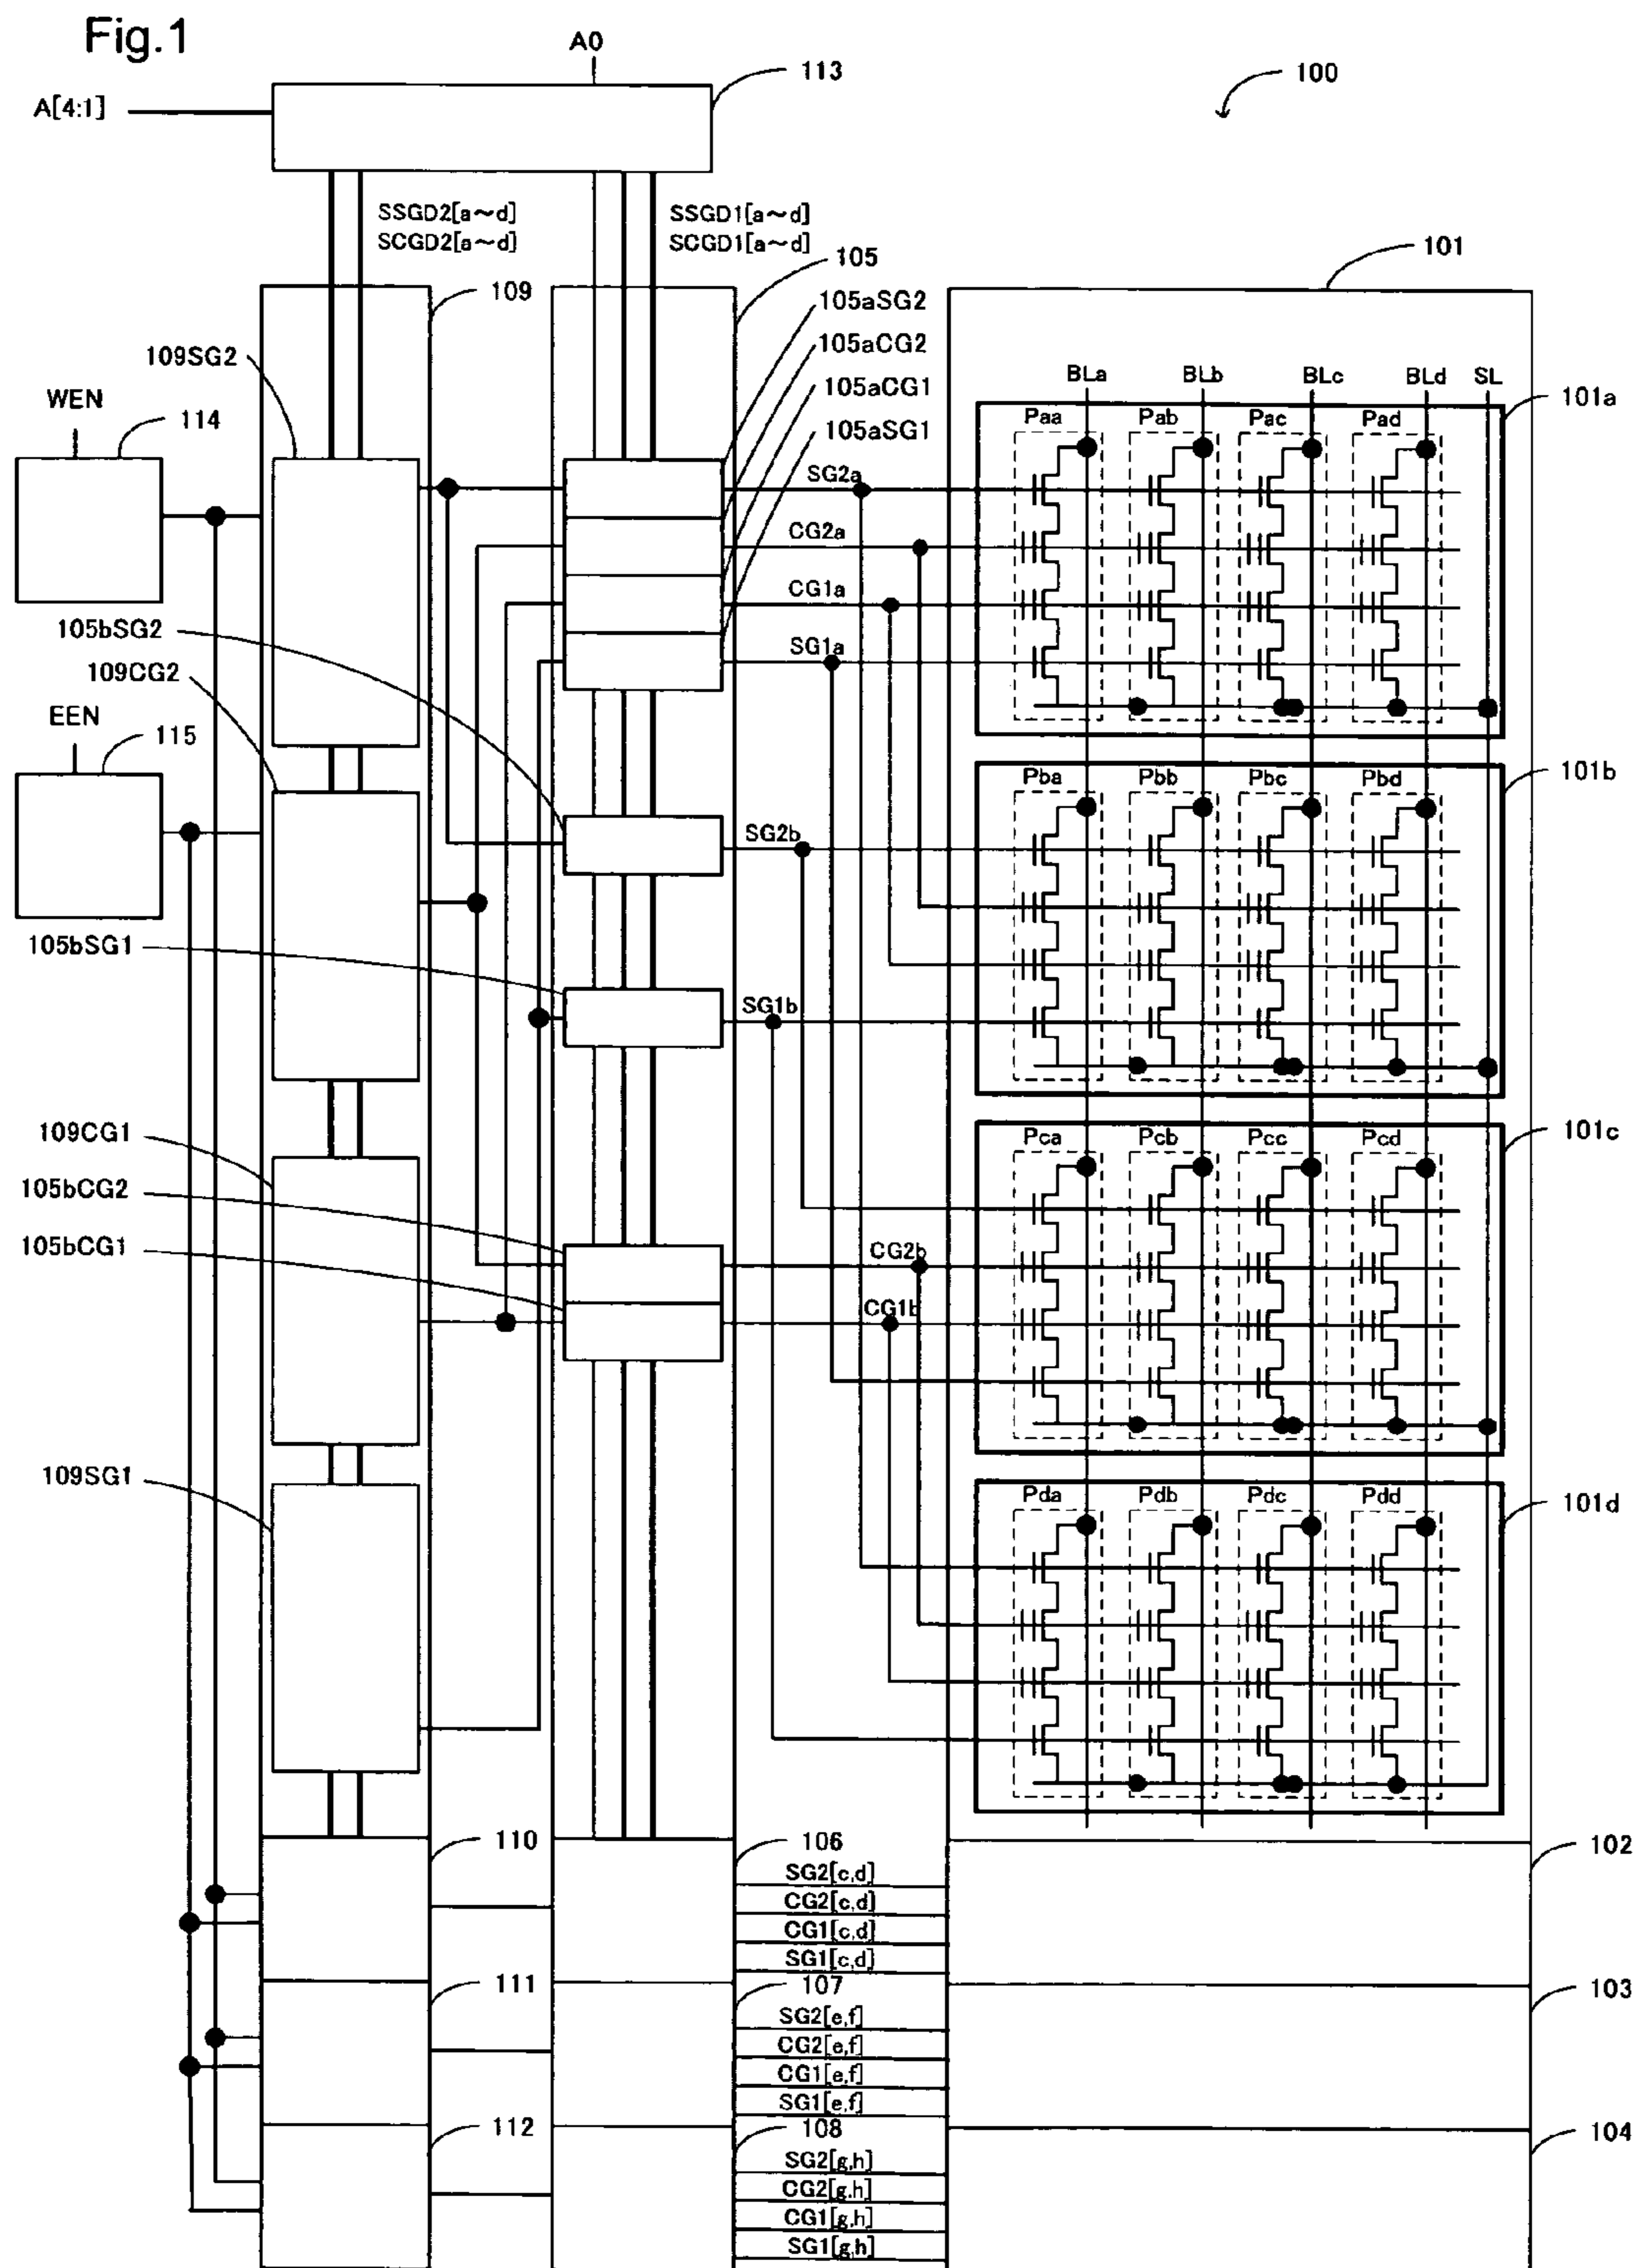 Fig.1
A0
113
100
A[4:1]
SSGD2[a～d]
SCGD2[a～d]
SSGD1[a～d]
SCGD1[a～d]
101
105
109
105aSG2
105aCG2
105aCG1
105aSG1
109SG2
WEN
114
BLa
BLb
BLc
BLd
SL
101a
Paa
Pab
Pac
Pad
SG2a
CG2a
CG1a
SG1a
105bSG2
109CG2
EEN
115
101b
Pba
Pbb
Pbc
Pbd
SG2b
105bSG1
SG1b
109CG1
101c
Pca
Pcb
Pcc
Pcd
105bCG2
105bCG1
CG2b
CG1b
109SG1
101d
Pda
Pdb
Pdc
Pdd
110
106
102
SG2[c,d]
CG2[c,d]
CG1[c,d]
SG1[c,d]
111
107
103
SG2[e,f]
CG2[e,f]
CG1[e,f]
SG1[e,f]
112
108
104
SG2[g,h]
CG2[g,h]
CG1[g,h]
SG1[g,h]